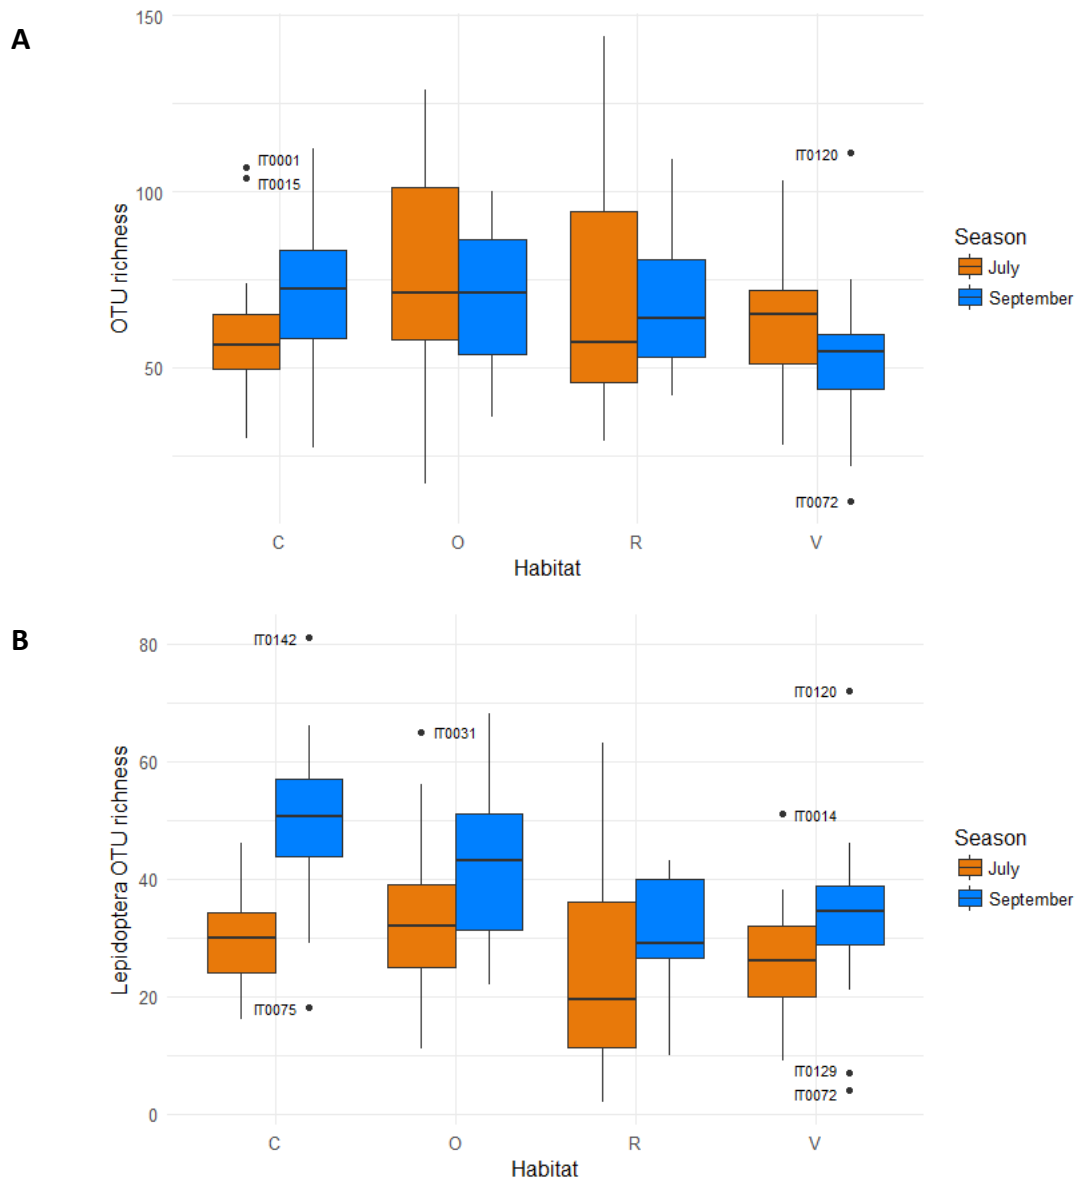 A
150
100
50
OTU richness
IT0001
IT0015
IT0120
IT0072
C O R V
Habitat
Season
July
September
B
80
60
40
20
0
Lepidoptera OTU richness
IT0142
IT0120
IT0031
IT0014
IT0075
IT0129
IT0072
C O R V
Habitat
Season
July
September